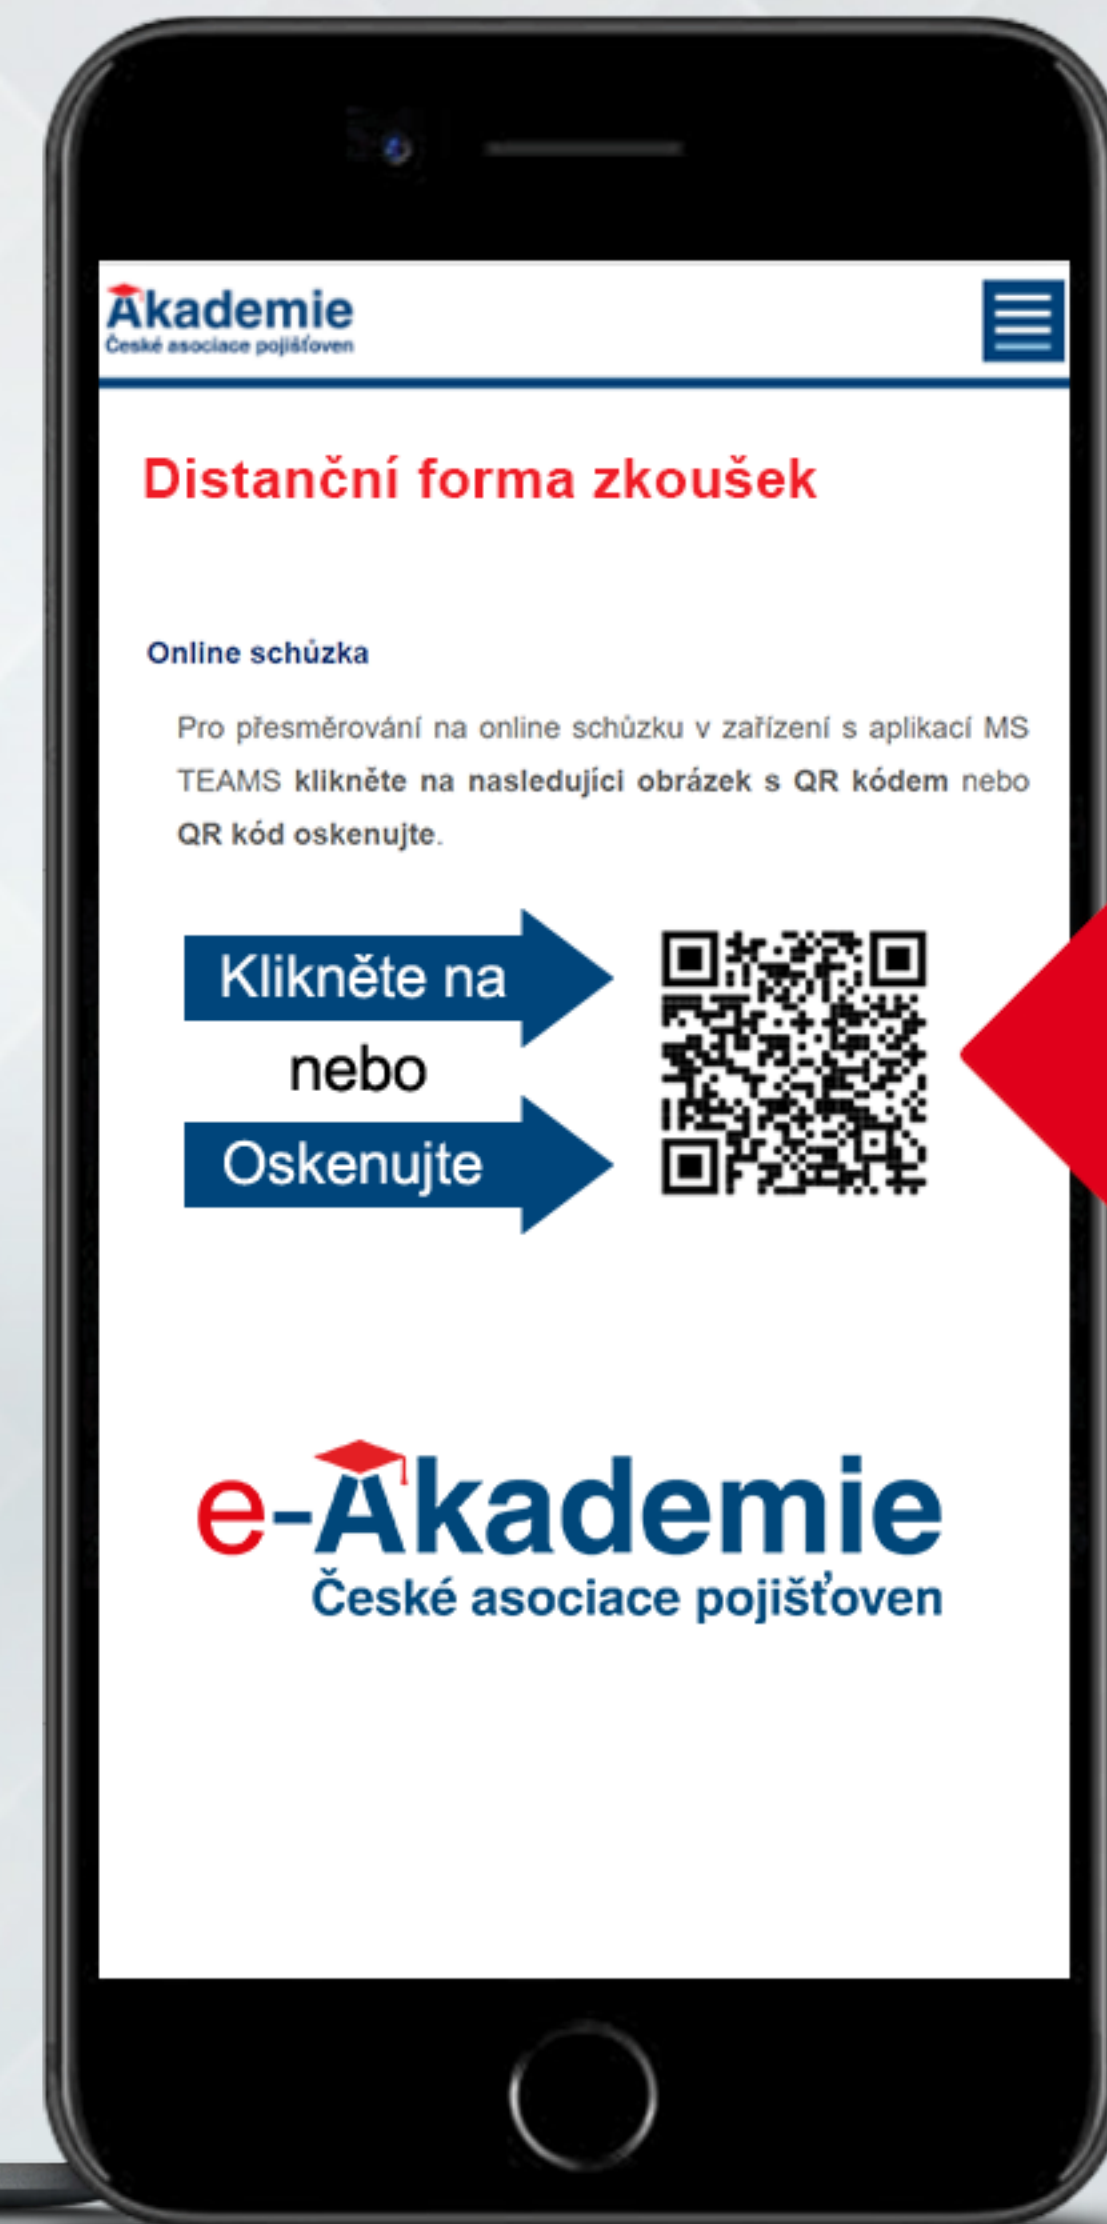 Akademie
České asociace pojišťoven
Distanční forma zkoušek
Online schůzka
Pro přesměrování na online schůzku v zařízení s aplikací MS
TEAMS klikněte na nasledujíci obrázek s QR kódem nebo
QR kód oskenujte.
Klikněte na
nebo
Oskenujte
e-Akademie
České asociace pojišťoven